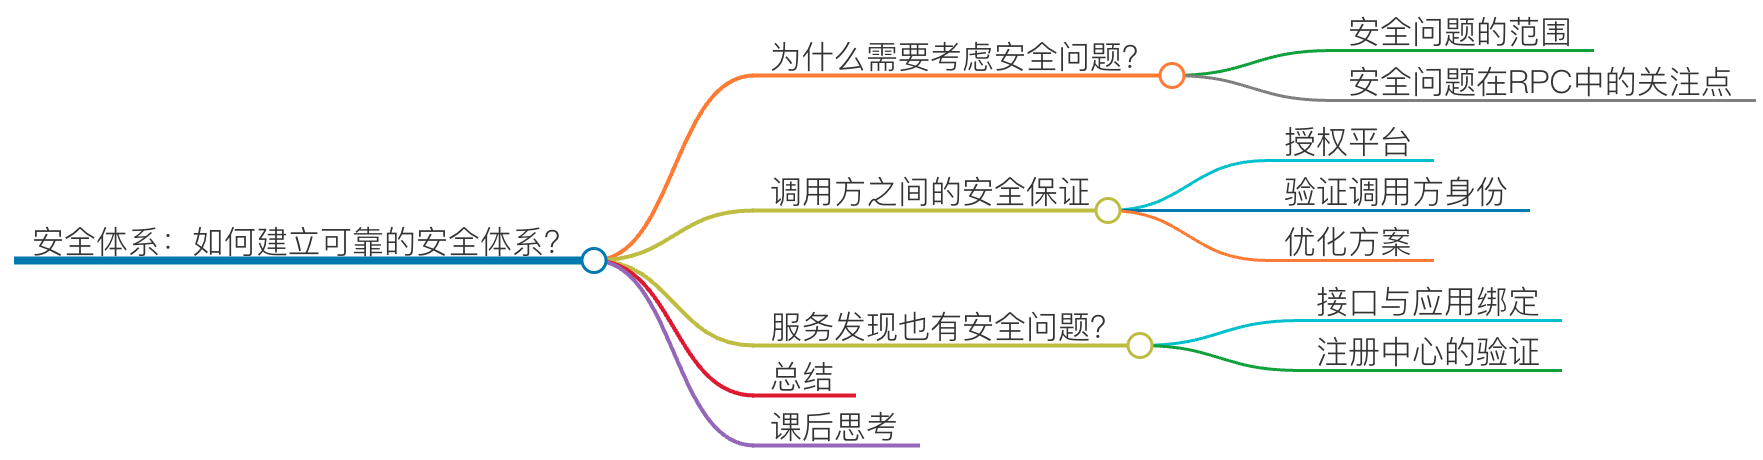 安全体系：如何建立可靠的安全体系？
为什么需要考虑安全问题？
安全问题的范围
安全问题在RPC中的关注点
调用方之间的安全保证
授权平台
验证调用方身份
优化方案
服务发现也有安全问题？
接口与应用绑定
注册中心的验证
总结
课后思考